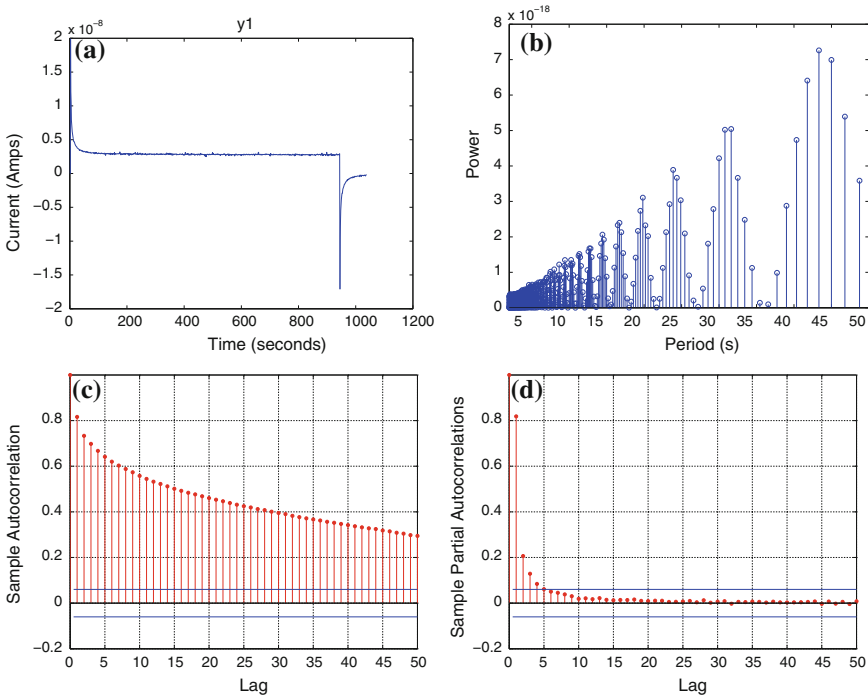 x 10⁻⁸
y1
(a)
2
1.5
1
0.5
0
−0.5
−1
−1.5
−2
0 200 400 600 800 1000 1200
Current (Amps)
Time (seconds)
x 10⁻¹⁸
(b)
8
7
6
5
4
3
2
1
0
5 10 15 20 25 30 35 40 45 50
Power
Period (s)
(c)
0.8
0.6
0.4
0.2
0
−0.2
0 5 10 15 20 25 30 35 40 45 50
Sample Autocorrelation
Lag
(d)
0.8
0.6
0.4
0.2
0
−0.2
0 5 10 15 20 25 30 35 40 45 50
Sample Partial Autocorrelations
Lag